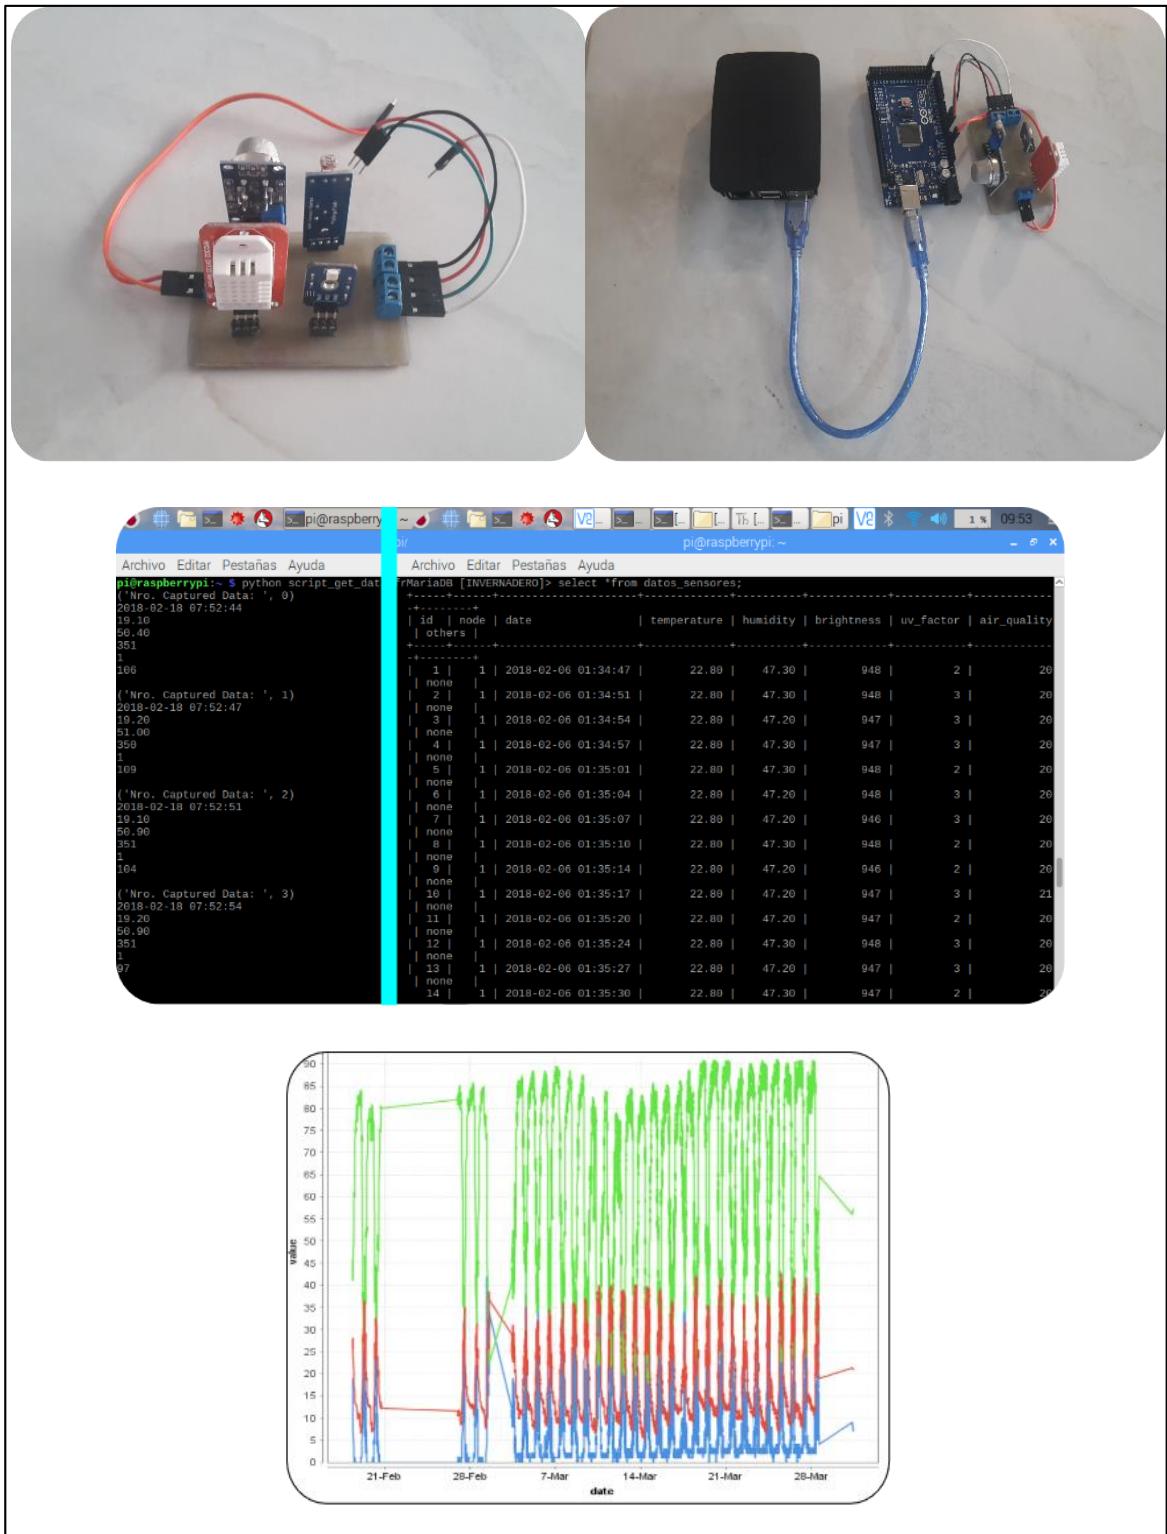 pi@raspberry ~ 1 % 09:53
pi/ pi@raspberrypi: ~
Archivo Editar Pestañas Ayuda Archivo Editar Pestañas Ayuda
pi@raspberrypi:~ $ python script_get_dat
('Nro. Captured Data: ', 0)
2018-02-18 07:52:44
19.10
50.40
351
1
106
('Nro. Captured Data: ', 1)
2018-02-18 07:52:47
19.20
51.00
350
1
109
('Nro. Captured Data: ', 2)
2018-02-18 07:52:51
19.10
50.90
351
1
104
('Nro. Captured Data: ', 3)
2018-02-18 07:52:54
19.20
50.90
351
1
97
MariaDB [INVERNADERO]> select *from datos_sensores;
| id | node | date | temperature | humidity | brightness | uv_factor | air_quality
| others |
| 1 | 1 | 2018-02-06 01:34:47 | 22.80 | 47.30 | 948 | 2 | 20
| none |
| 2 | 1 | 2018-02-06 01:34:51 | 22.80 | 47.30 | 948 | 3 | 20
| none |
| 3 | 1 | 2018-02-06 01:34:54 | 22.80 | 47.20 | 947 | 3 | 20
| none |
| 4 | 1 | 2018-02-06 01:34:57 | 22.80 | 47.30 | 947 | 3 | 20
| none |
| 5 | 1 | 2018-02-06 01:35:01 | 22.80 | 47.30 | 948 | 2 | 20
| none |
| 6 | 1 | 2018-02-06 01:35:04 | 22.80 | 47.20 | 948 | 3 | 20
| none |
| 7 | 1 | 2018-02-06 01:35:07 | 22.80 | 47.20 | 946 | 3 | 20
| none |
| 8 | 1 | 2018-02-06 01:35:10 | 22.80 | 47.30 | 948 | 2 | 20
| none |
| 9 | 1 | 2018-02-06 01:35:14 | 22.80 | 47.20 | 946 | 2 | 20
| none |
| 10 | 1 | 2018-02-06 01:35:17 | 22.80 | 47.20 | 947 | 3 | 21
| none |
| 11 | 1 | 2018-02-06 01:35:20 | 22.80 | 47.20 | 947 | 2 | 20
| none |
| 12 | 1 | 2018-02-06 01:35:24 | 22.80 | 47.30 | 948 | 3 | 20
| none |
| 13 | 1 | 2018-02-06 01:35:27 | 22.80 | 47.20 | 947 | 3 | 20
| none |
14 | 1 | 2018-02-06 01:35:30 | 22.80 | 47.30 | 947 | 2 | 20
90
85
80
75
70
65
60
55
50
45
40
35
30
25
20
15
10
5
0
value
21-Feb 28-Feb 7-Mar 14-Mar 21-Mar 28-Mar
date